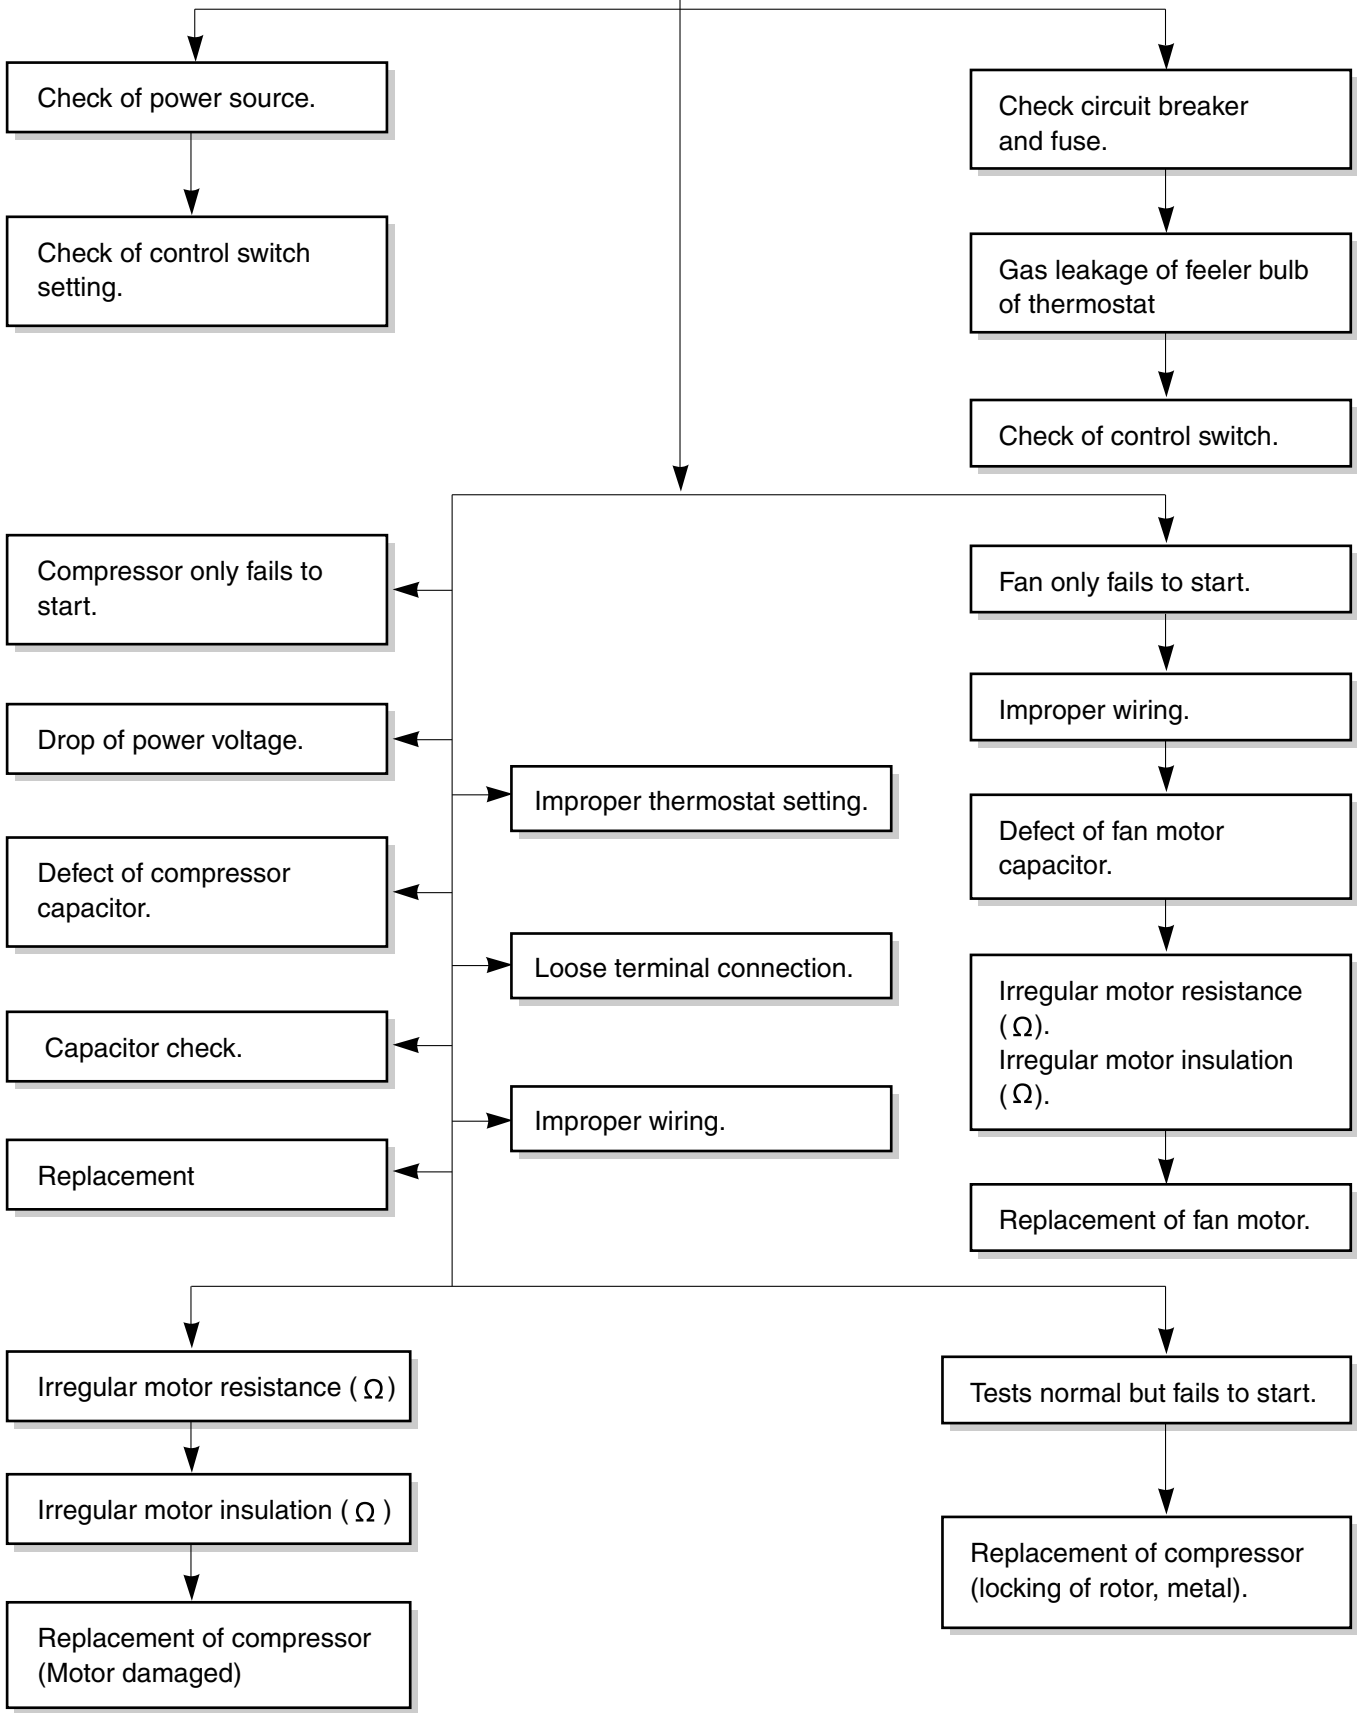 Check of power source.
Check of control switch
setting.
Check circuit breaker
and fuse.
Gas leakage of feeler bulb
of thermostat
Check of control switch.
Compressor only fails to
start.
Drop of power voltage.
Defect of compressor
capacitor.
Capacitor check.
Replacement
Improper thermostat setting.
Loose terminal connection.
Improper wiring.
Fan only fails to start.
Improper wiring.
Defect of fan motor
capacitor.
Irregular motor resistance
(Ω).
Irregular motor insulation
(Ω).
Replacement of fan motor.
Irregular motor resistance (Ω)
Irregular motor insulation (Ω)
Replacement of compressor
(Motor damaged)
Tests normal but fails to start.
Replacement of compressor
(locking of rotor, metal).